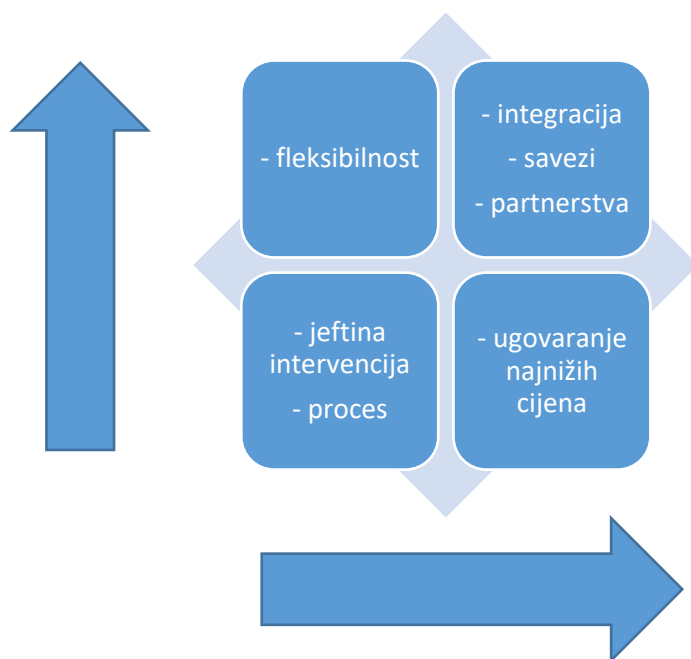 - fleksibilnost
- integracija
- savezi
- partnerstva
- jeftina
intervencija
- proces
- ugovaranje
najnižih
cijena